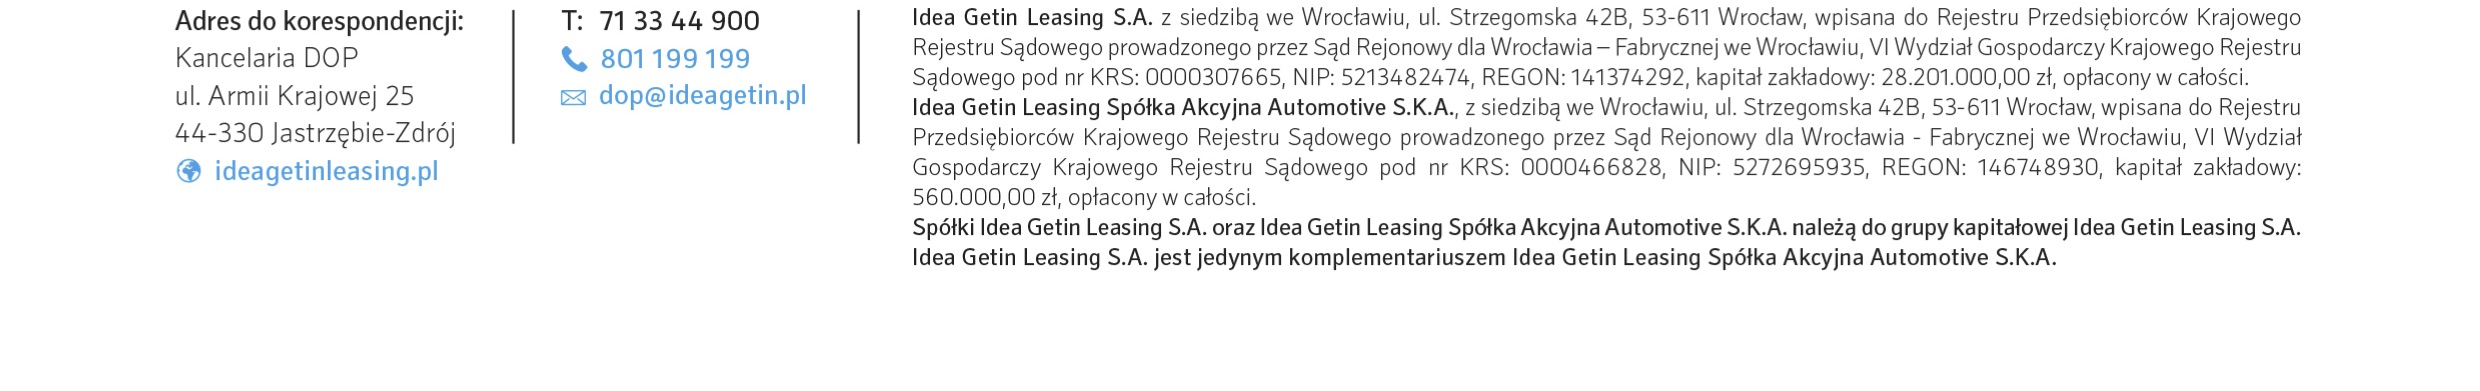 Adres do korespondencji:
Kancelaria DOP
ul. Armii Krajowej 25
44-330 Jastrzębie-Zdrój
ideagetinleasing.pl
T: 71 33 44 900
801 199 199
dop@ideagetin.pl
Idea Getin Leasing S.A. z siedzibą we Wrocławiu, ul. Strzegomska 42B, 53-611 Wrocław, wpisana do Rejestru Przedsiębiorców Krajowego
Rejestru Sądowego prowadzonego przez Sąd Rejonowy dla Wrocławia – Fabrycznej we Wrocławiu, VI Wydział Gospodarczy Krajowego Rejestru
Sądowego pod nr KRS: 0000307665, NIP: 5213482474, REGON: 141374292, kapitał zakładowy: 28.201.000,00 zł, opłacony w całości.
Idea Getin Leasing Spółka Akcyjna Automotive S.K.A., z siedzibą we Wrocławiu, ul. Strzegomska 42B, 53-611 Wrocław, wpisana do Rejestru
Przedsiębiorców Krajowego Rejestru Sądowego prowadzonego przez Sąd Rejonowy dla Wrocławia - Fabrycznej we Wrocławiu, VI Wydział
Gospodarczy Krajowego Rejestru Sądowego pod nr KRS: 0000466828, NIP: 5272695935, REGON: 146748930, kapitał zakładowy:
560.000,00 zł, opłacony w całości.
Spółki Idea Getin Leasing S.A. oraz Idea Getin Leasing Spółka Akcyjna Automotive S.K.A. należą do grupy kapitałowej Idea Getin Leasing S.A.
Idea Getin Leasing S.A. jest jedynym komplementariuszem Idea Getin Leasing Spółka Akcyjna Automotive S.K.A.